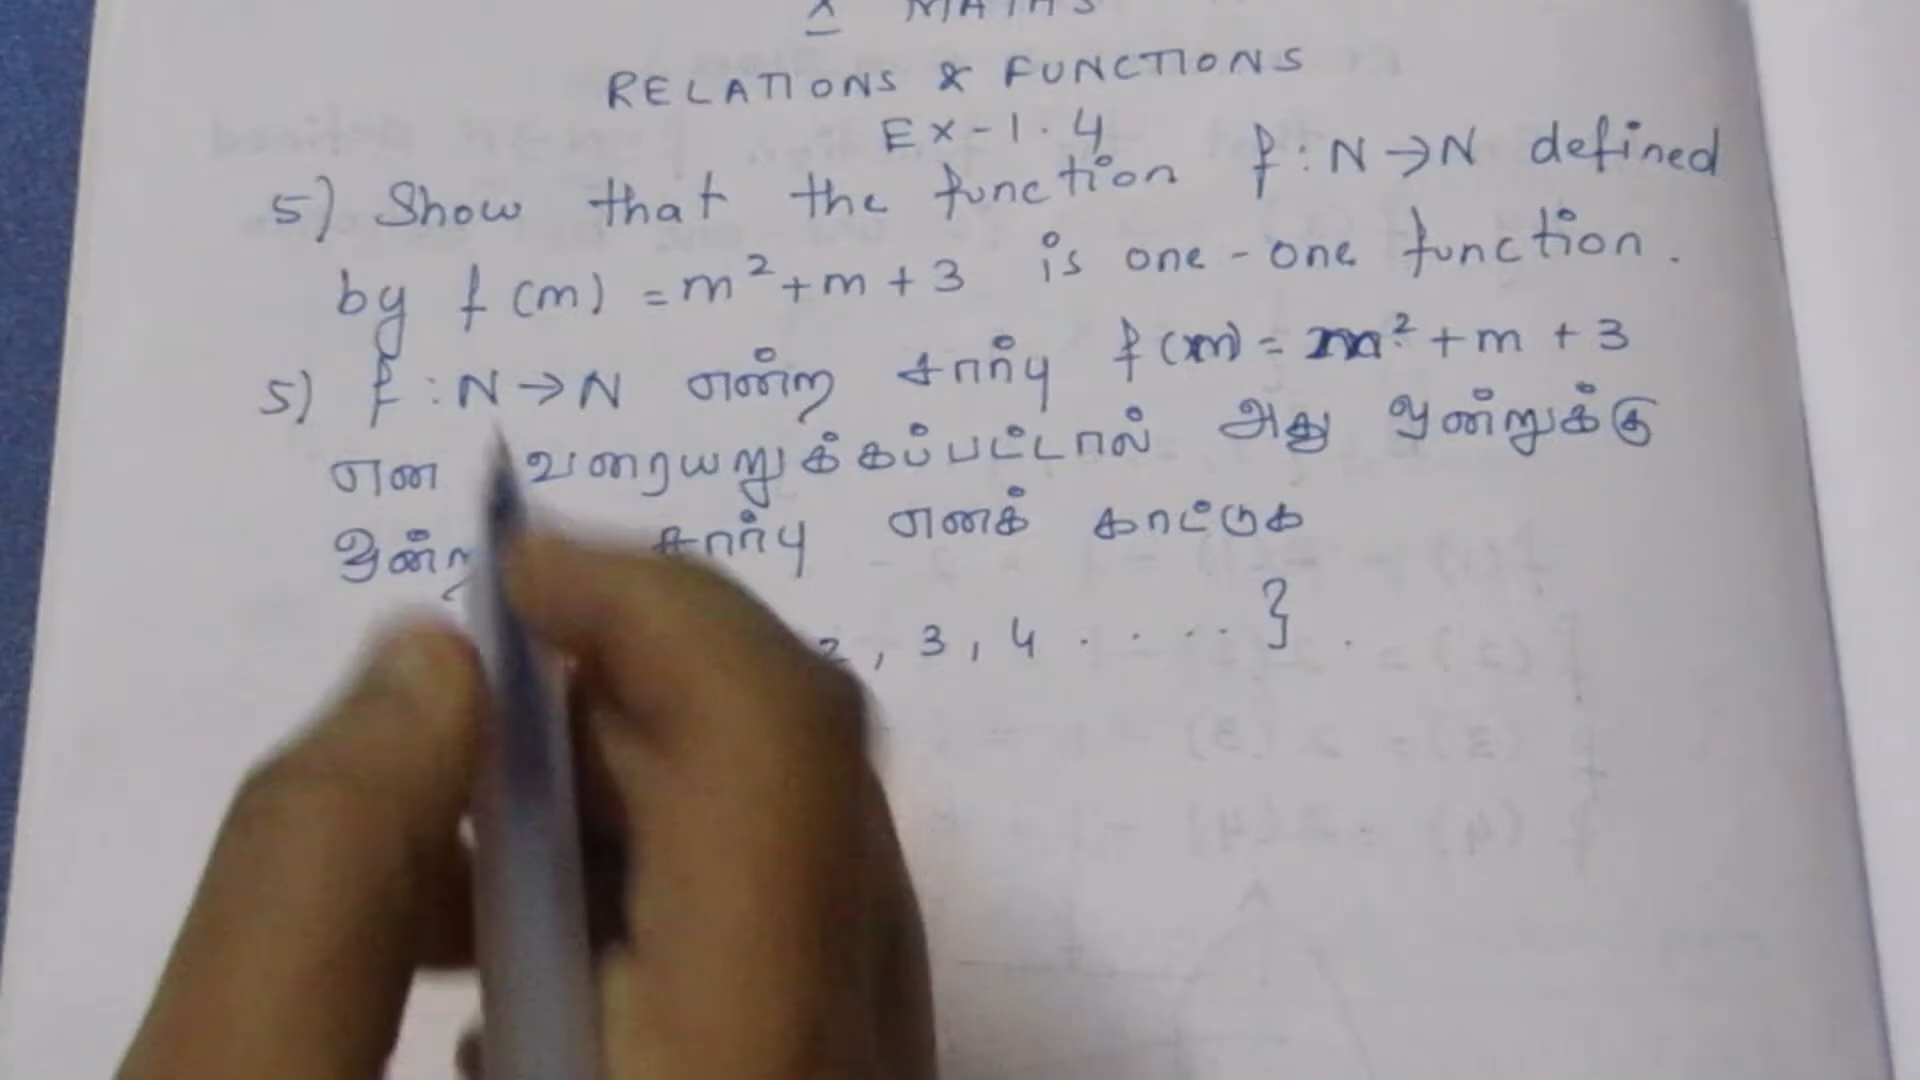 X MATHS
RELATIONS & FUNCTIONS
EX-1.4
5) Show that the function f : N → N defined
by f(m) = m² + m + 3 is one-one function.
5) f : N → N என்ற சார்பு f(m) = m² + m + 3
என வரையறுக்கப்பட்டால் அது ஒன்றுக்கு
சார்பு எனக் காட்டுக
2, 3, 4 ..... } .